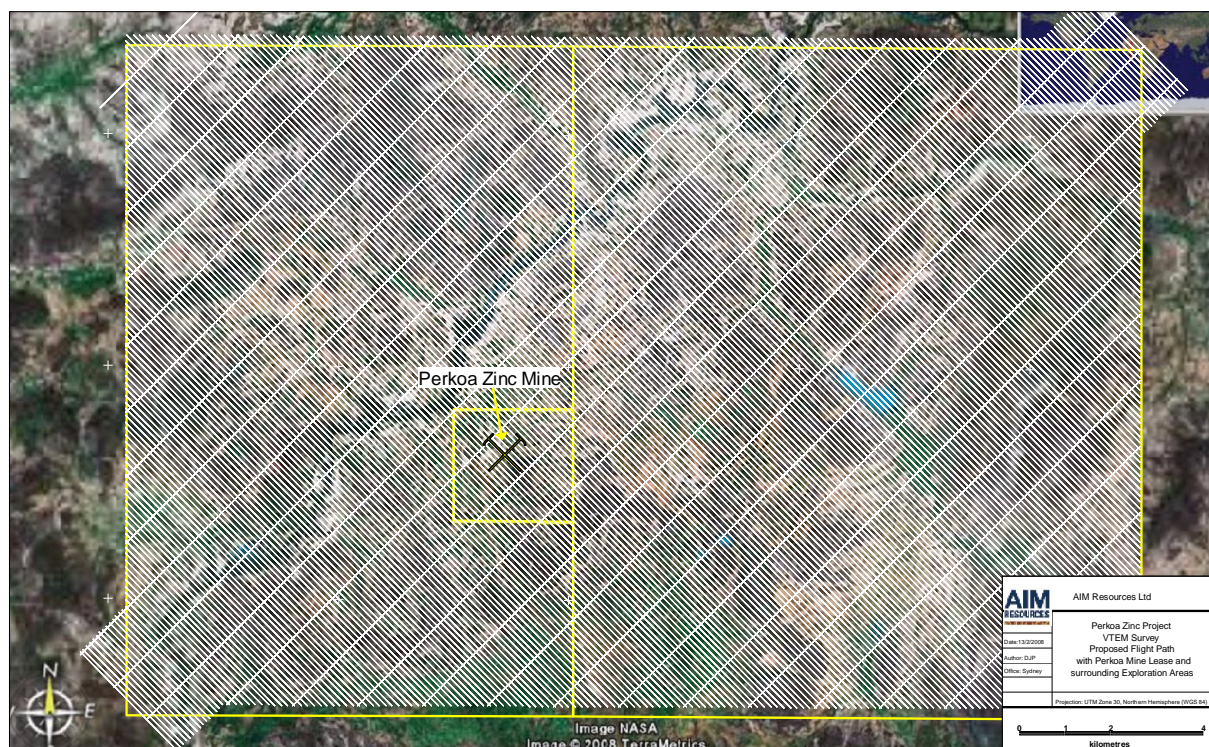 Perkoa Zinc Mine
N
E
Image NASA
Image © 2008 TerraMetrics
AIM
RESOURCES
AIM Resources Ltd
Date:13/2/2008
Author: DJP
Office: Sydney
Perkoa Zinc Project
VTEM Survey
Proposed Flight Path
with Perkoa Mine Lease and
surrounding Exploration Areas
Projection: UTM Zone 30, Northern Hemisphere (WGS 84)
0 1 2 4
kilometres